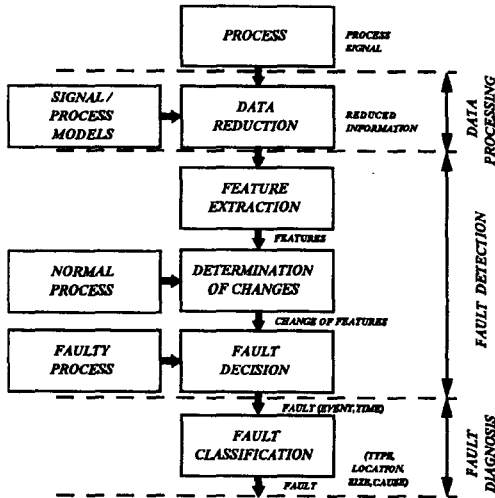 PROCESS
PROCESS
SIGNAL
SIGNAL /
PROCESS
MODELS
DATA
REDUCTION
REDUCED
INFORMATION
DATA
PROCESSING
FEATURE
EXTRACTION
FEATURES
NORMAL
PROCESS
DETERMINATION
OF CHANGES
CHANGE OF FEATURES
FAULTY
PROCESS
FAULT
DECISION
FAULT DETECTION
FAULT (EVENT,TIME)
FAULT
CLASSIFICATION
(TYPE,
LOCATION,
SIZE,CAUSE)
FAULT
FAULT
DIAGNOSIS